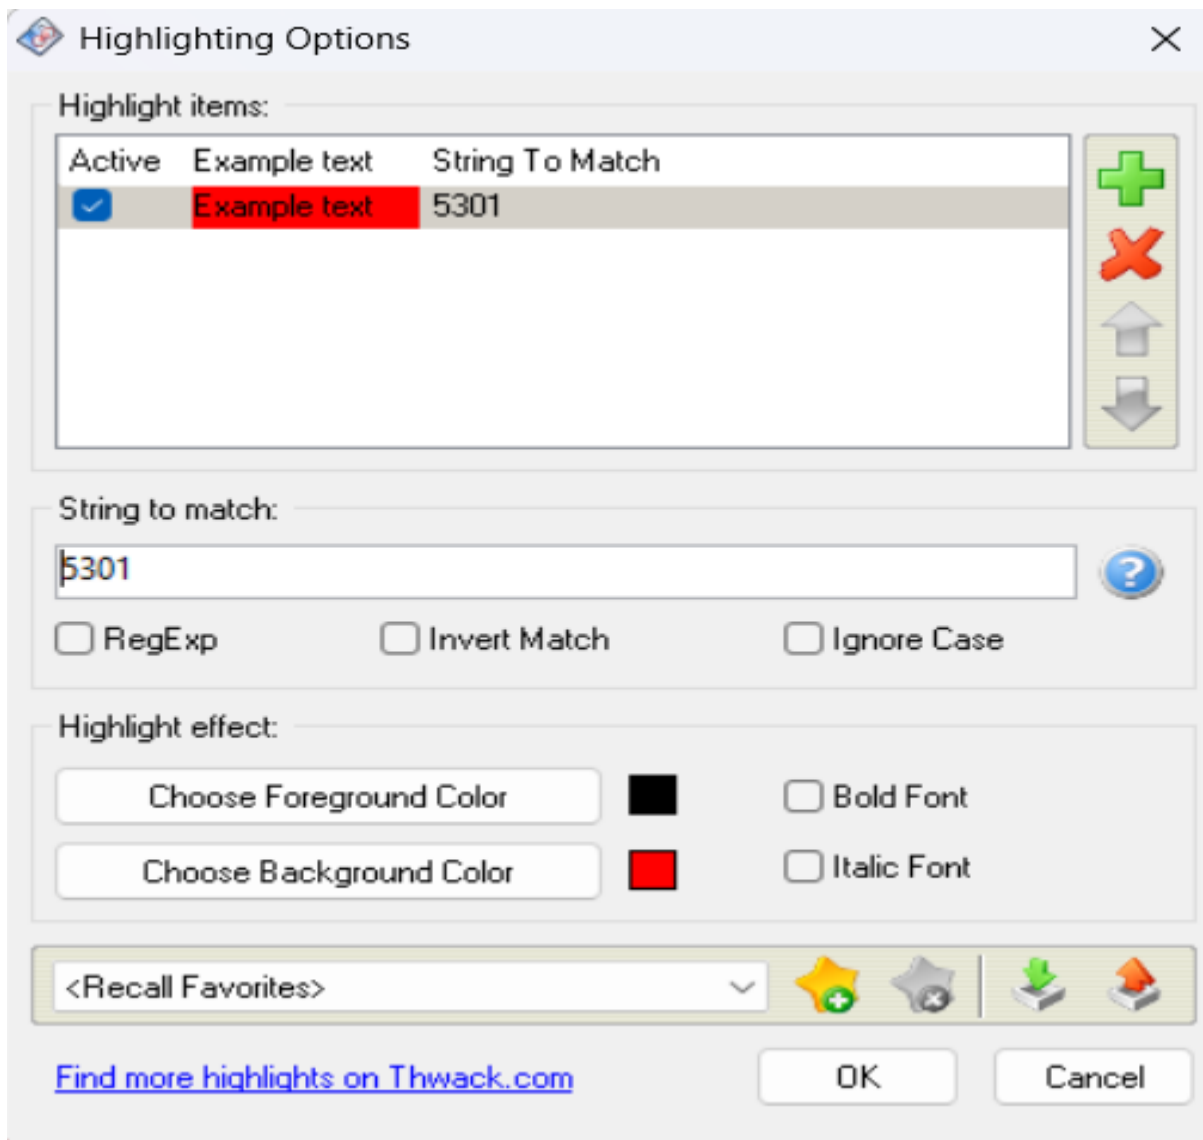 Highlighting Options
Highlight items:
Active Example text String To Match
Example text 5301
String to match:
5301
RegExp Invert Match Ignore Case
Highlight effect:
Choose Foreground Color Bold Font
Choose Background Color Italic Font
<Recall Favorites>
Find more highlights on Thwack.com OK Cancel